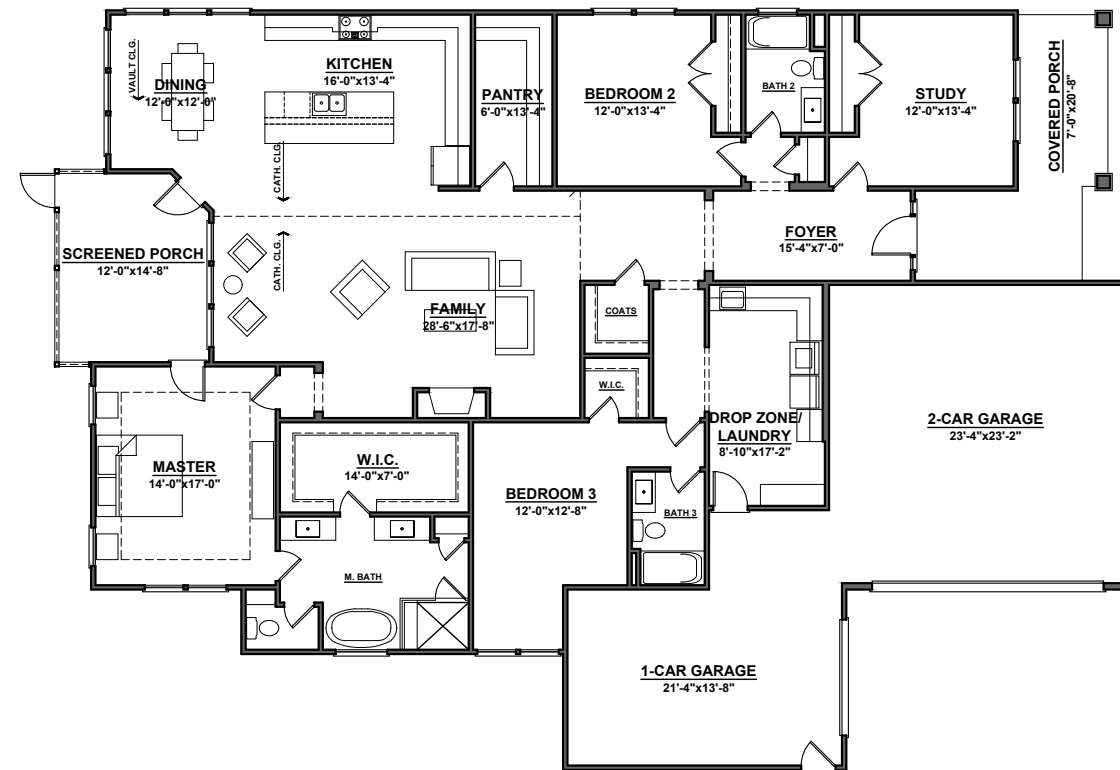 VAULT CLG.
DINING
12'-0"x12'-0"
KITCHEN
16'-0"x13'-4"
PANTRY
6'-0"x13'-4"
BEDROOM 2
12'-0"x13'-4"
BATH 2
STUDY
12'-0"x13'-4"
COVERED PORCH
7'-0"x20'-8"
CATH. CLG.
CATH. CLG.
SCREENED PORCH
12'-0"x14'-8"
FAMILY
28'-6"x17'-8"
FOYER
15'-4"x7'-0"
COATS
W.I.C.
DROP ZONE/
LAUNDRY
8'-10"x17'-2"
2-CAR GARAGE
23'-4"x23'-2"
MASTER
14'-0"x17'-0"
W.I.C.
14'-0"x7'-0"
BEDROOM 3
12'-0"x12'-8"
BATH 3
M. BATH
1-CAR GARAGE
21'-4"x13'-8"